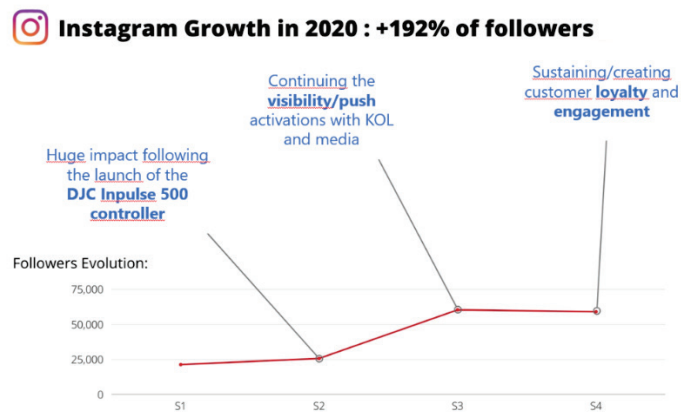 Instagram Growth in 2020 : +192% of followers
Sustaining/creating
customer loyalty and
engagement
Continuing the
visibility/push
activations with KOL
and media
Huge impact following
the launch of the
DJC Inpulse 500
controller
Followers Evolution:
75,000
50,000
25,000
0
S1
S2
S3
S4